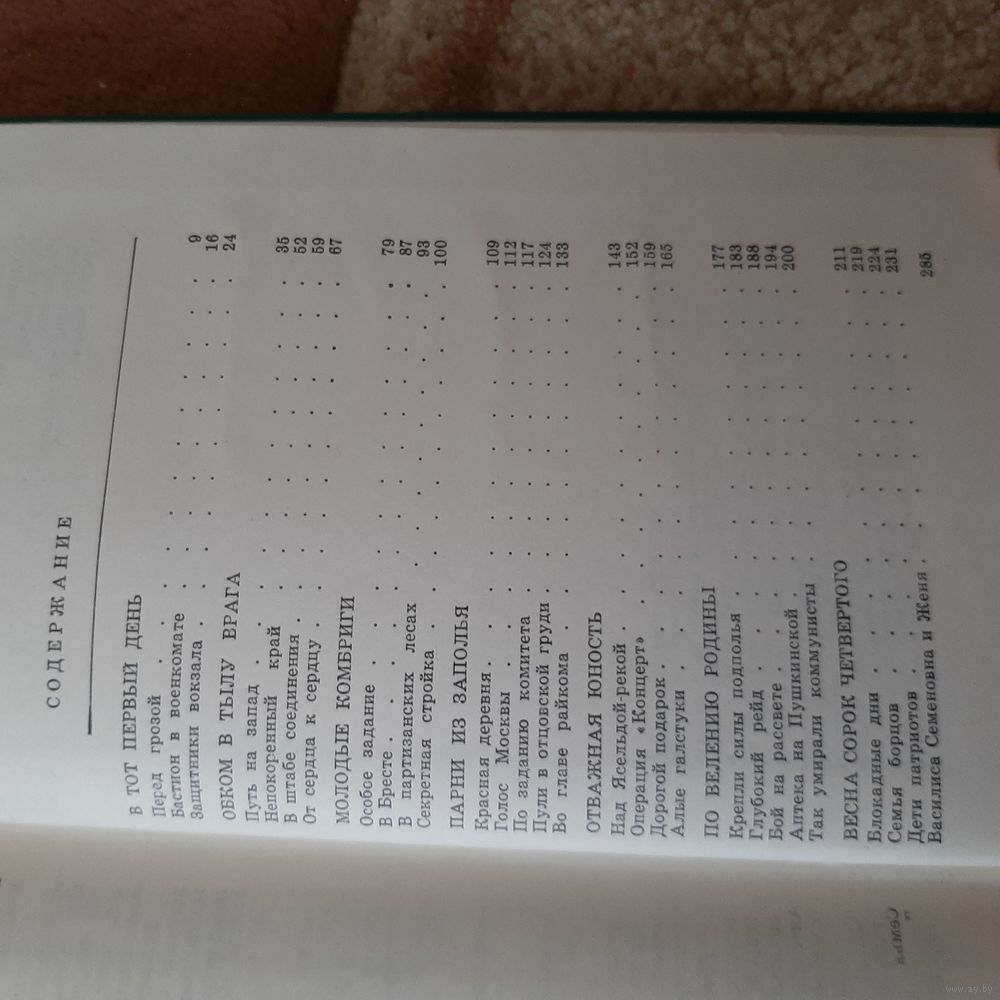 СОДЕРЖАНИЕ
В ТОТ ПЕРВЫЙ ДЕНЬ
Перед грозой . . . . . . . . 9
Бастион в военкомате . . . . . . . . 16
Защитники вокзала . . . . . . . . 24
ОБКОМ В ТЫЛУ ВРАГА
Путь на запад . . . . . . . . 35
Непокоренный край . . . . . . . . 52
В штабе соединения . . . . . . . . 59
От сердца к сердцу . . . . . . . . 67
МОЛОДЫЕ КОМБРИГИ
Особое задание . . . . . . . . 79
В Бресте . . . . . . . . 87
В партизанских лесах . . . . . . . . 93
Секретная стройка . . . . . . . . 100
ПАРНИ ИЗ ЗАПОЛЬЯ
Красная деревня . . . . . . . . 109
Голос Москвы . . . . . . . . 112
По заданию комитета . . . . . . . . 117
Пули в отцовской груди . . . . . . . . 124
Во главе райкома . . . . . . . . 133
ОТВАЖНАЯ ЮНОСТЬ
Над Ясельдой-рекой . . . . . . . . 143
Операция «Концерт» . . . . . . . . 152
Дорогой подарок . . . . . . . . 159
Алые галстуки . . . . . . . . 165
ПО ВЕЛЕНИЮ РОДИНЫ
Крепли силы подполья . . . . . . . . 177
Глубокий рейд . . . . . . . . 183
Бой на рассвете . . . . . . . . 188
Аптека на Пушкинской . . . . . . . . 194
Так умирали коммунисты . . . . . . . . 200
ВЕСНА СОРОК ЧЕТВЕРТОГО
Блокадные дни . . . . . . . . 211
Семья борцов . . . . . . . . 219
Дети патриотов . . . . . . . . 224
Василиса Семеновна и Женя . . . . . . . . 231
285
Семья
www.ay.by